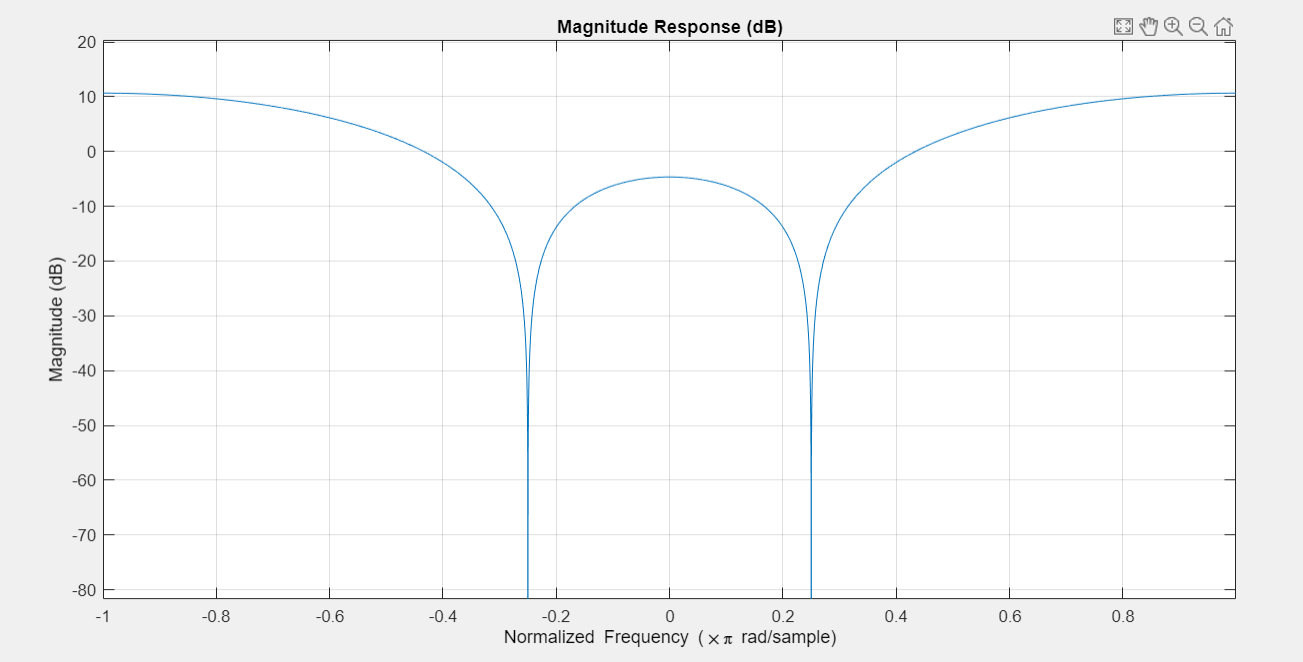 Magnitude Response (dB)
20
10
0
-10
-20
-30
-40
-50
-60
-70
-80
Magnitude (dB)
-1 -0.8 -0.6 -0.4 -0.2 0 0.2 0.4 0.6 0.8
Normalized Frequency (×π rad/sample)